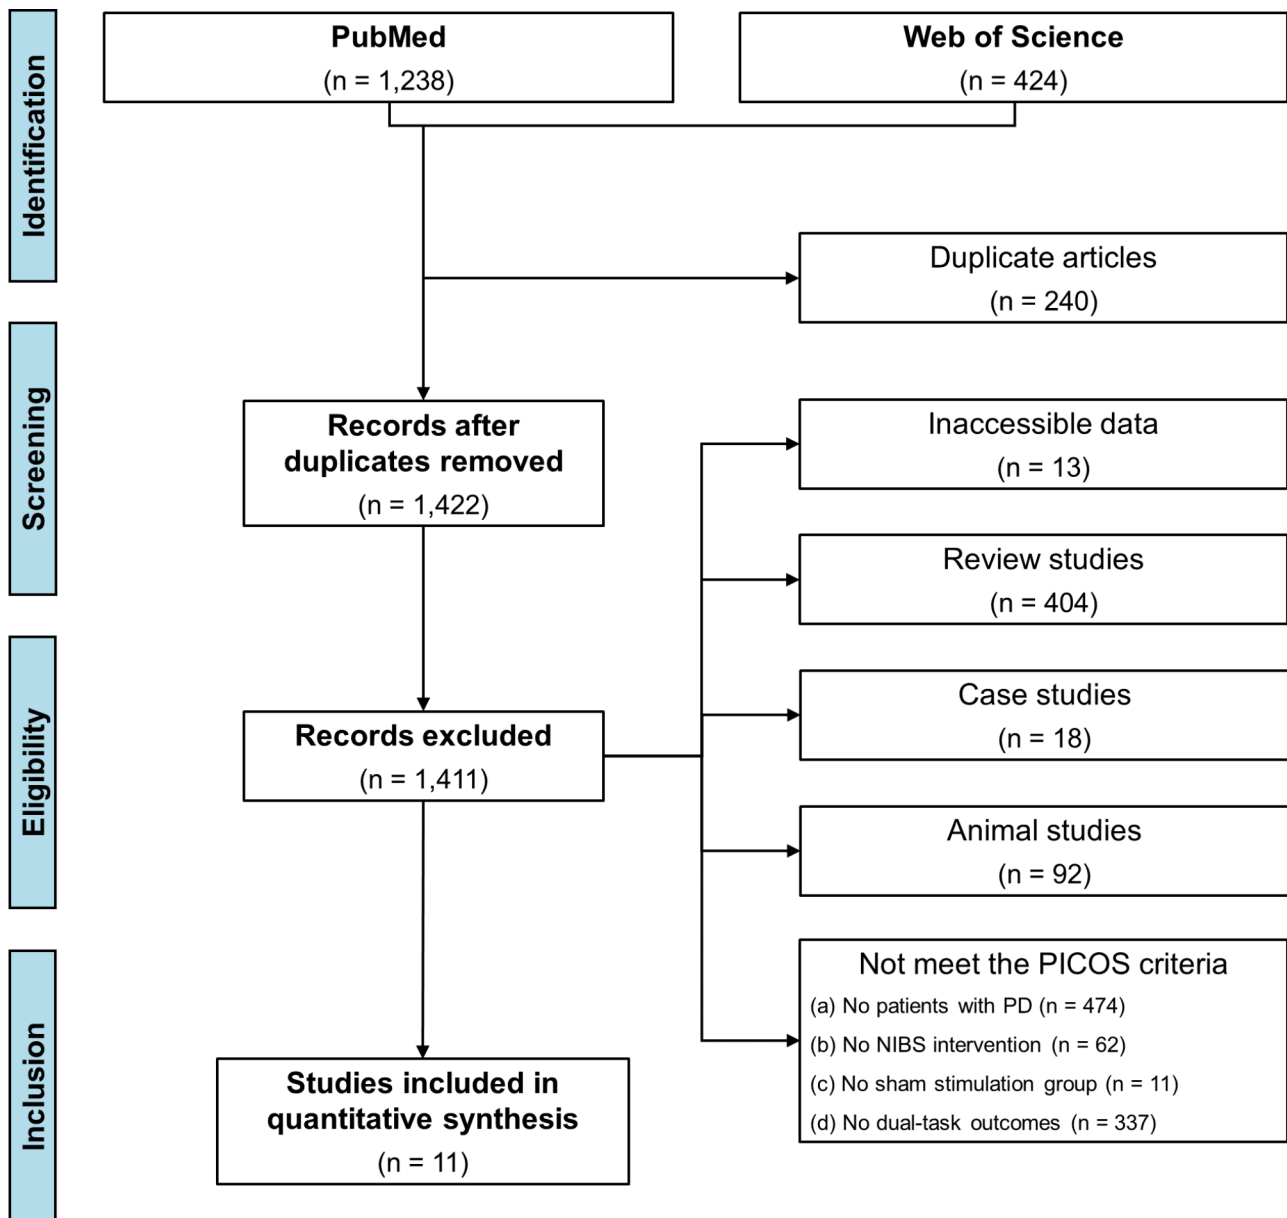 Identification
PubMed
(n = 1,238)
Web of Science
(n = 424)
Duplicate articles
(n = 240)
Screening
Records after
duplicates removed
(n = 1,422)
Inaccessible data
(n = 13)
Review studies
(n = 404)
Eligibility
Records excluded
(n = 1,411)
Case studies
(n = 18)
Animal studies
(n = 92)
Not meet the PICOS criteria
(a) No patients with PD (n = 474)
(b) No NIBS intervention (n = 62)
(c) No sham stimulation group (n = 11)
(d) No dual-task outcomes (n = 337)
Inclusion
Studies included in
quantitative synthesis
(n = 11)